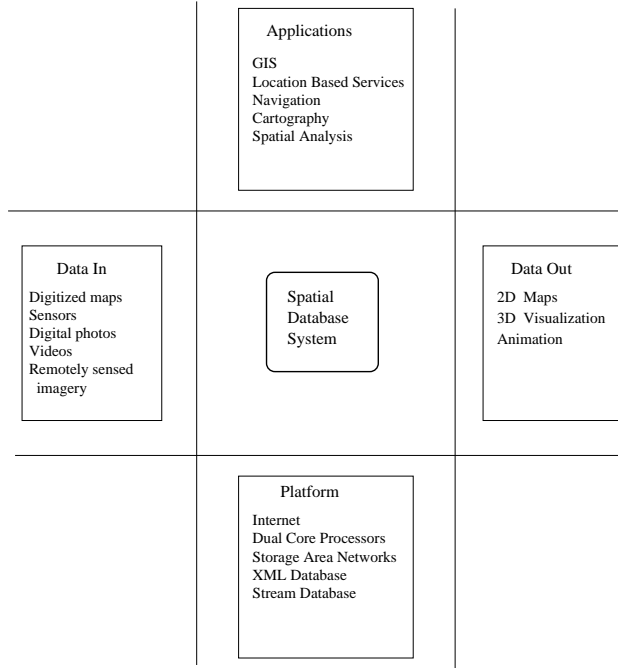 Applications
GIS
Location Based Services
Navigation
Cartography
Spatial Analysis
Data In
Digitized maps
Sensors
Digital photos
Videos
Remotely sensed
imagery
Spatial
Database
System
Data Out
2D Maps
3D Visualization
Animation
Platform
Internet
Dual Core Processors
Storage Area Networks
XML Database
Stream Database